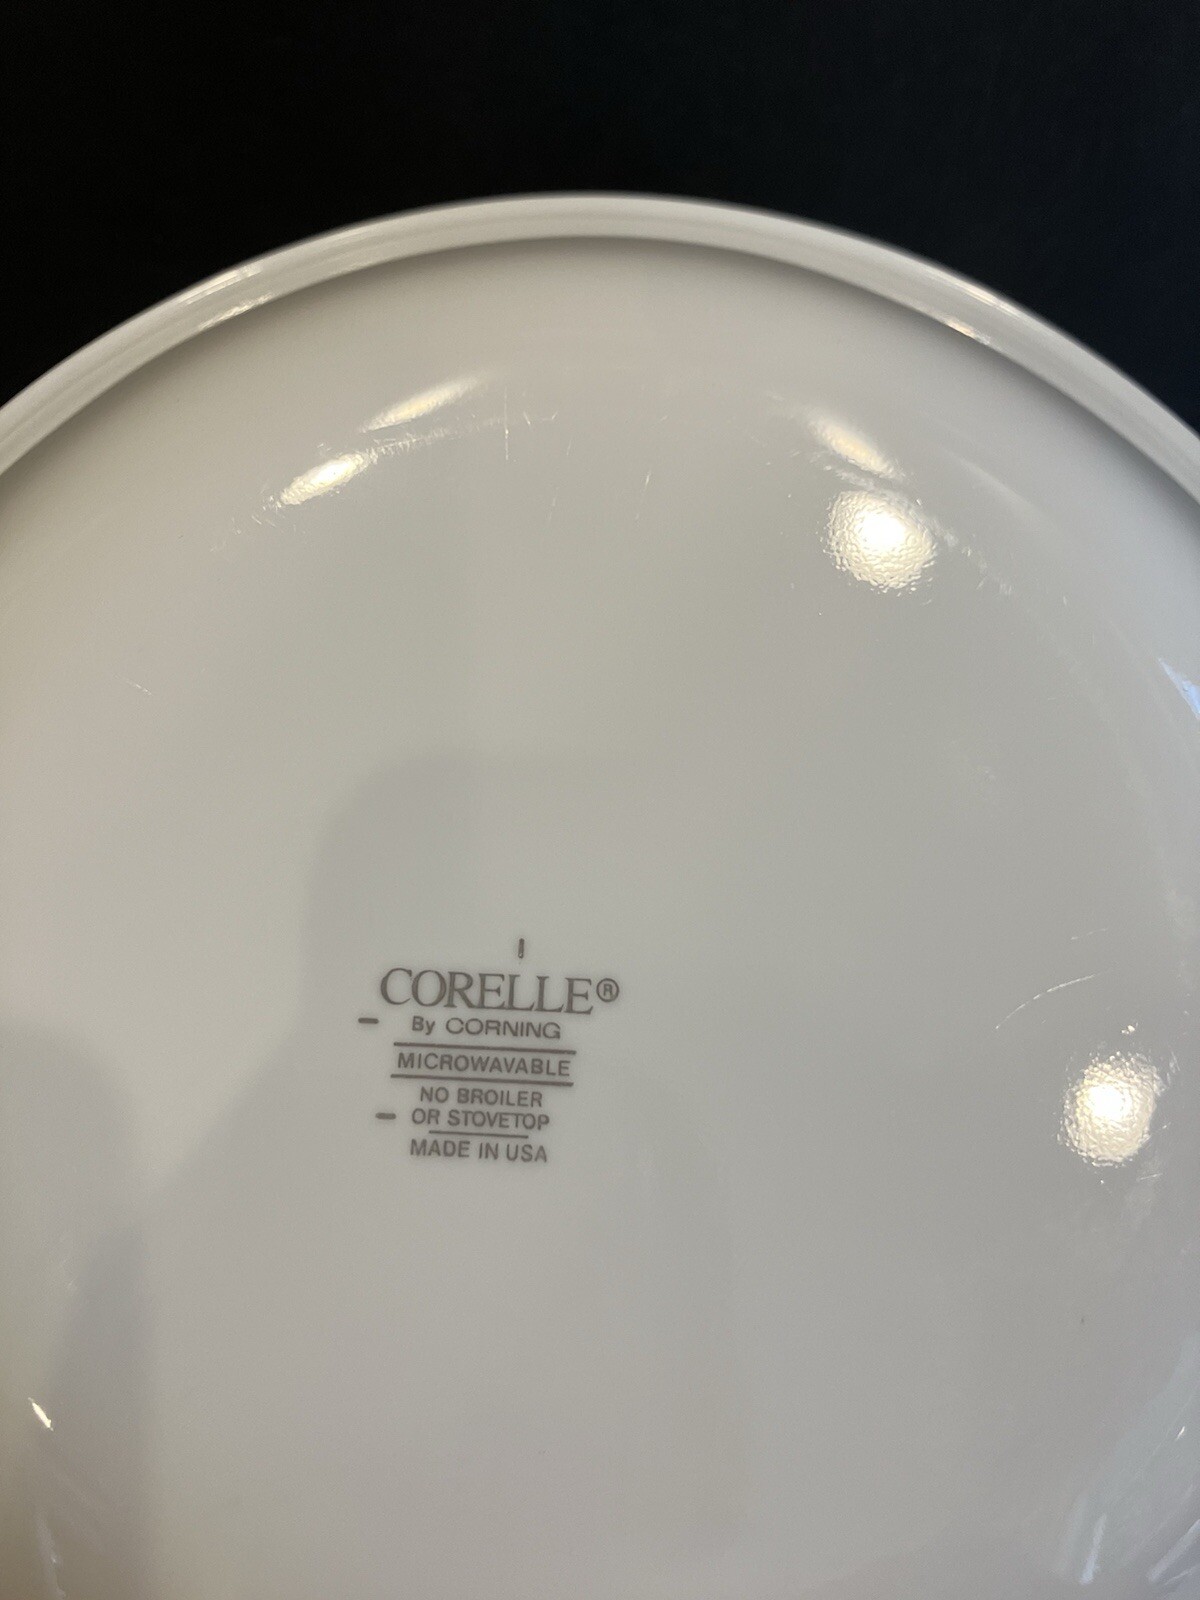 CORELLE®
By CORNING
MICROWAVABLE
NO BROILER
OR STOVETOP
MADE IN USA